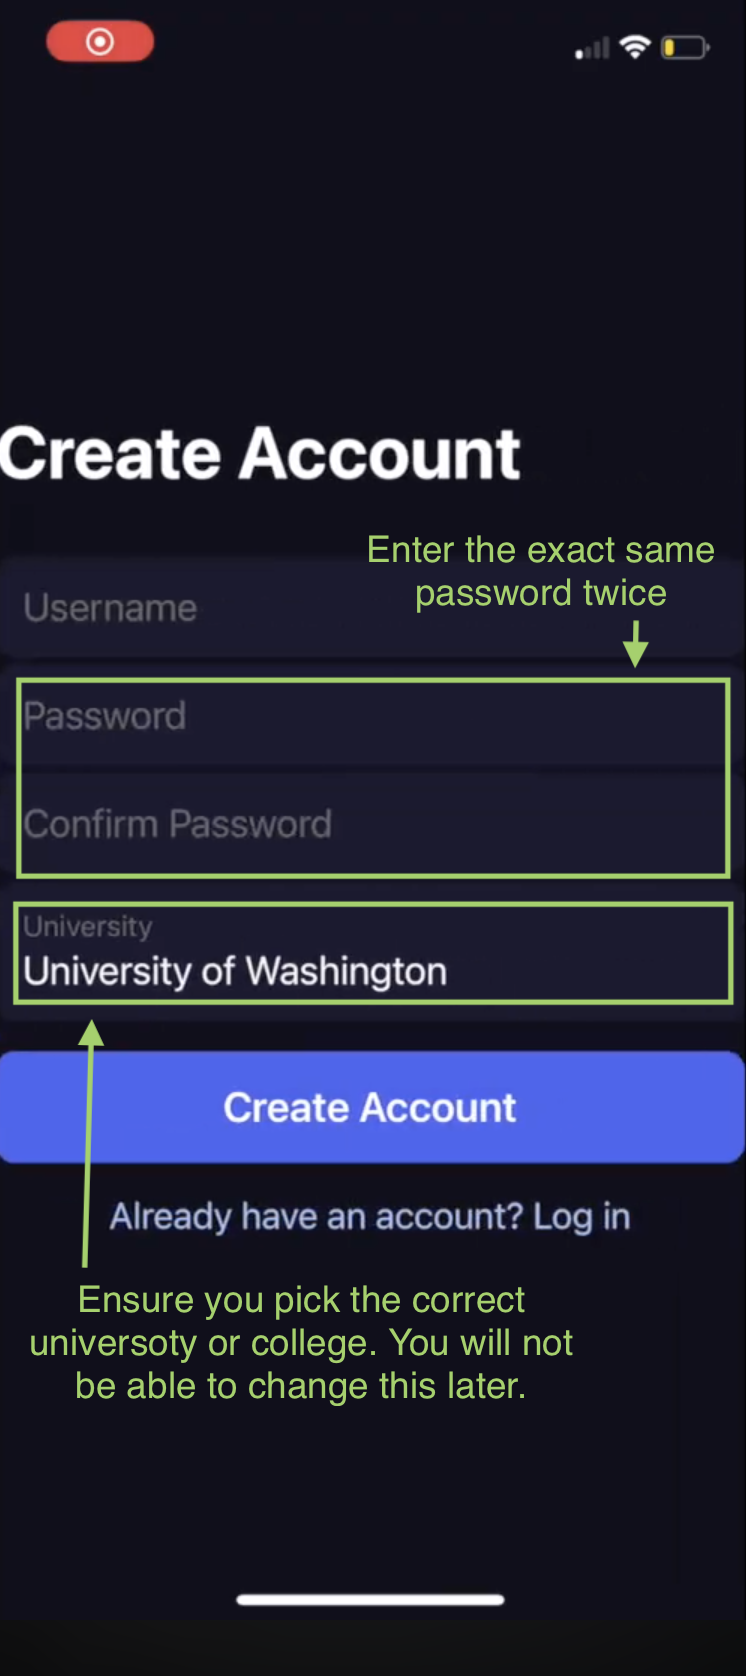 Create Account
Enter the exact same
password twice
Username
Password
Confirm Password
University
University of Washington
Create Account
Already have an account? Log in
Ensure you pick the correct
universoty or college. You will not
be able to change this later.